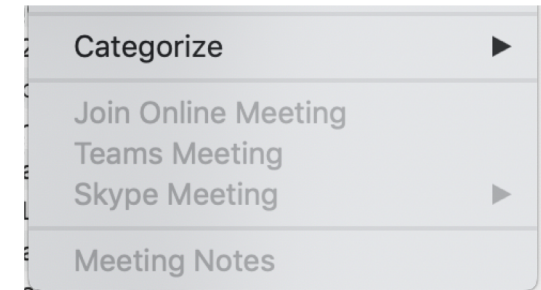 Categorize
Join Online Meeting
Teams Meeting
Skype Meeting
Meeting Notes